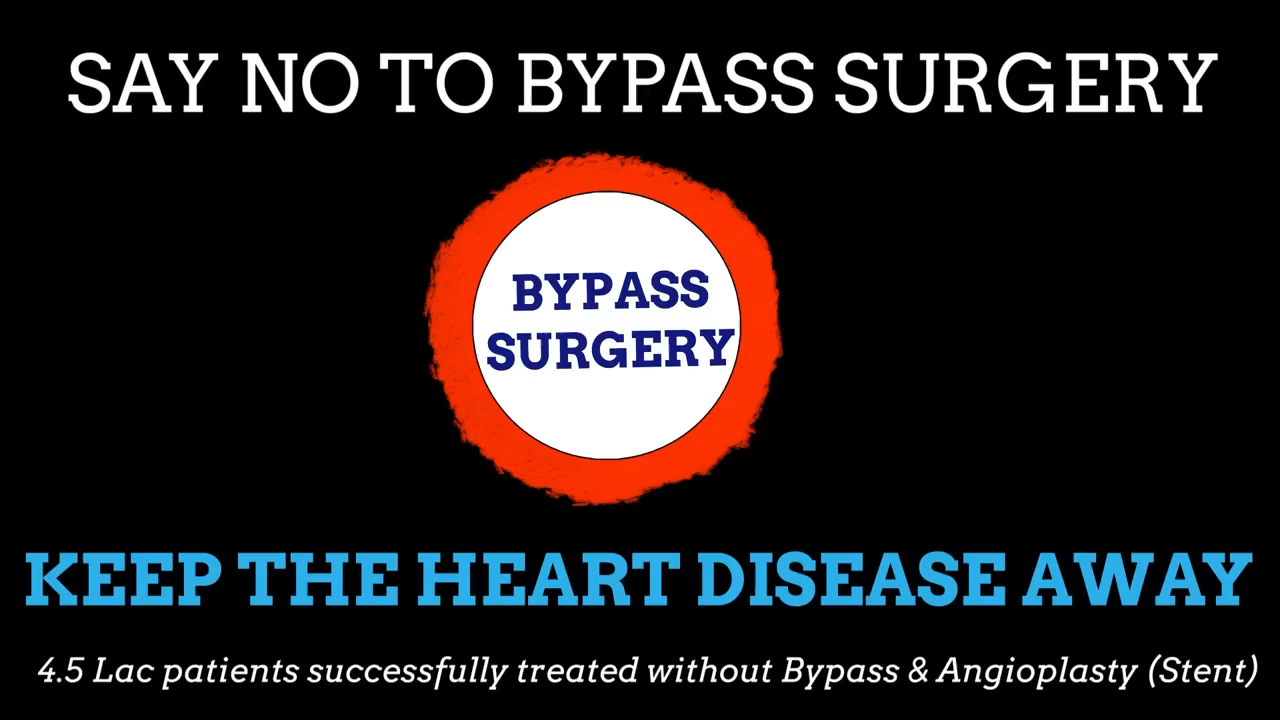 SAY NO TO BYPASS SURGERY
BYPASS
SURGERY
KEEP THE HEART DISEASE AWAY
4.5 Lac patients successfully treated without Bypass & Angioplasty (Stent)